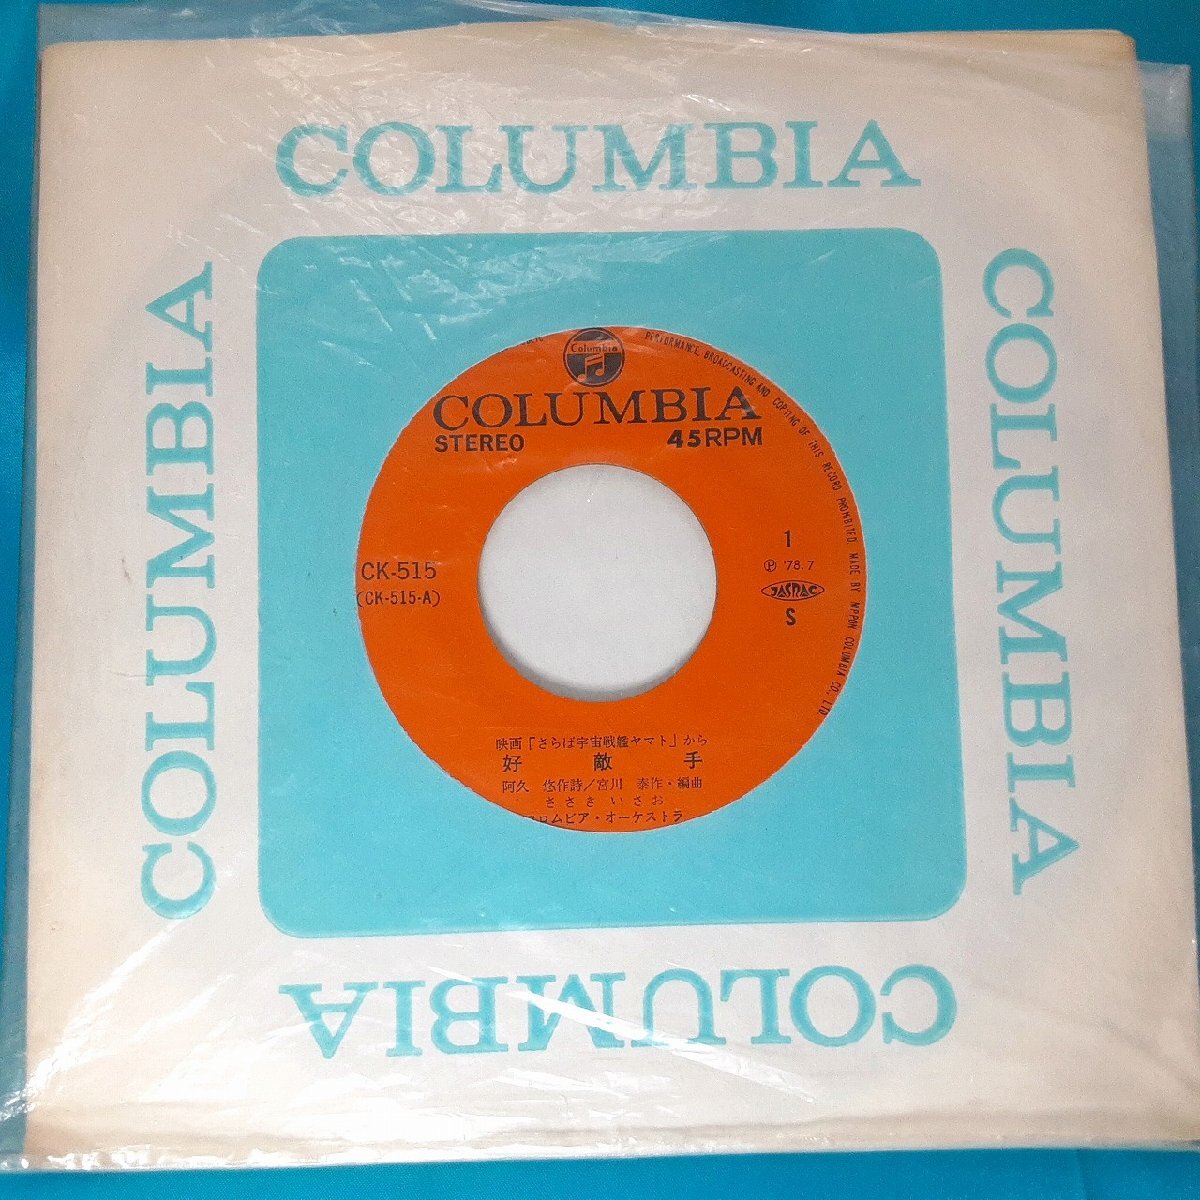 COLUMBIA
COLUMBIA
COLUMBIA
COLUMBIA
Columbia
COLUMBIA
STEREO
45RPM
PERFORMANCE, BROADCASTING AND COPYING OF THIS RECORD PROHIBITED MADE BY NIPPON COLUMBIA CO., LTD
CK-515
(CK-515-A)
1
Ⓟ '78.7
JASRAC
S
映画「さらば宇宙戦艦ヤマト」から
好 敵 手
阿久 悠作詩/宮川 泰作・編曲
ささきいさお
コロムビア・オーケストラ